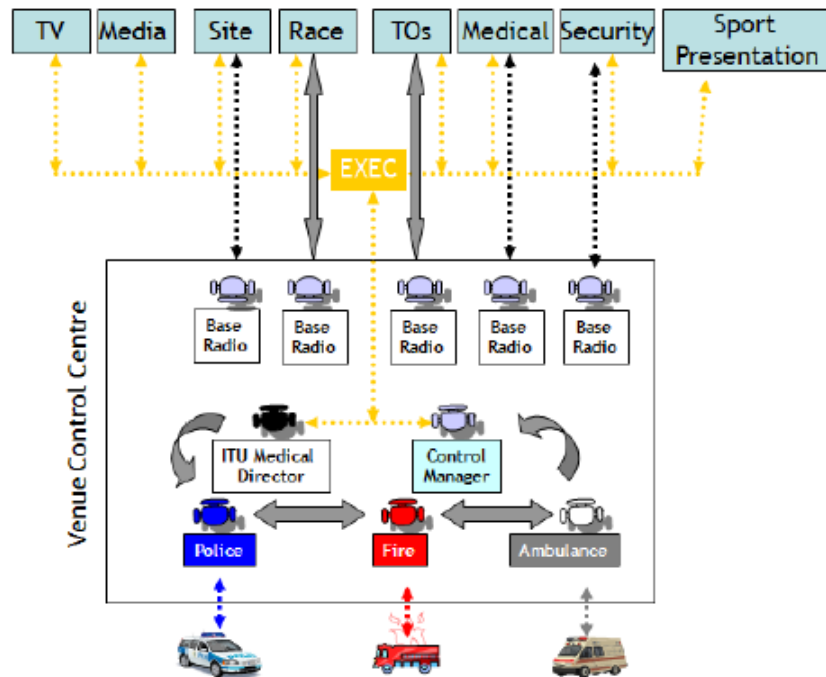 TV
Media
Site
Race
TOs
Medical
Security
Sport
Presentation
EXEC
Venue Control Centre
Base
Radio
Base
Radio
Base
Radio
Base
Radio
Base
Radio
ITU Medical
Director
Control
Manager
Police
Fire
Ambulance